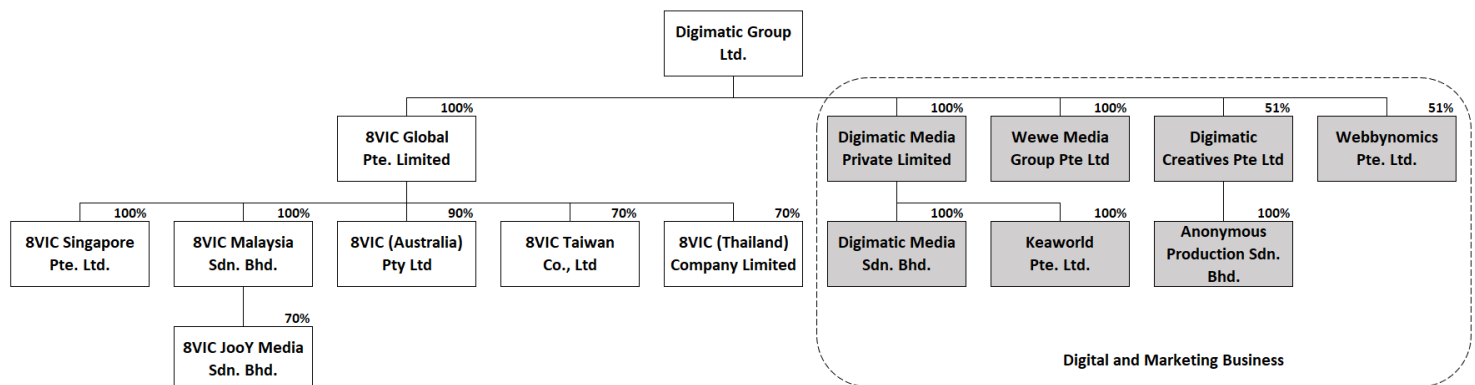 Digimatic Group
Ltd.
100%
100%
100%
51%
51%
8VIC Global
Pte. Limited
Digimatic Media
Private Limited
Wewe Media
Group Pte Ltd
Digimatic
Creatives Pte Ltd
Webbynomics
Pte. Ltd.
100%
100%
90%
70%
70%
100%
100%
100%
8VIC Singapore
Pte. Ltd.
8VIC Malaysia
Sdn. Bhd.
8VIC (Australia)
Pty Ltd
8VIC Taiwan
Co., Ltd
8VIC (Thailand)
Company Limited
Digimatic Media
Sdn. Bhd.
Keaworld
Pte. Ltd.
Anonymous
Production Sdn.
Bhd.
70%
8VIC JooY Media
Sdn. Bhd.
Digital and Marketing Business